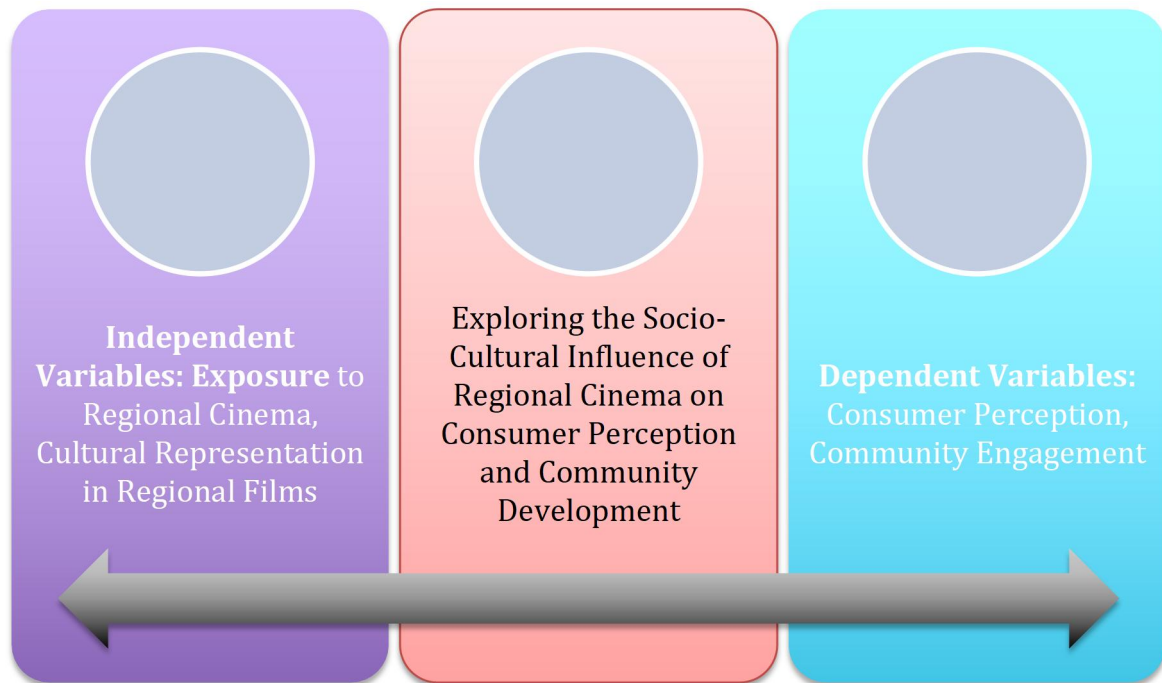 Independent
Variables: Exposure to
Regional Cinema,
Cultural Representation
in Regional Films
Exploring the Socio-
Cultural Influence of
Regional Cinema on
Consumer Perception
and Community
Development
Dependent Variables:
Consumer Perception,
Community Engagement